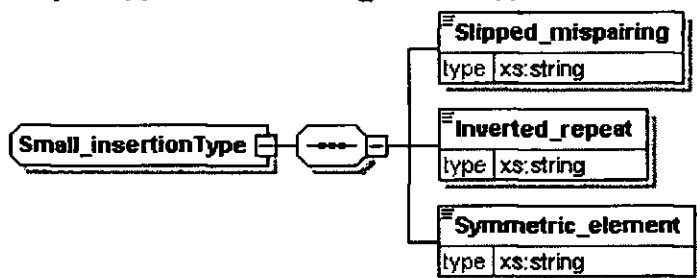 Slipped_mispairing
type xs:string
Small_insertionType
Inverted_repeat
type xs:string
Symmetric_element
type xs:string